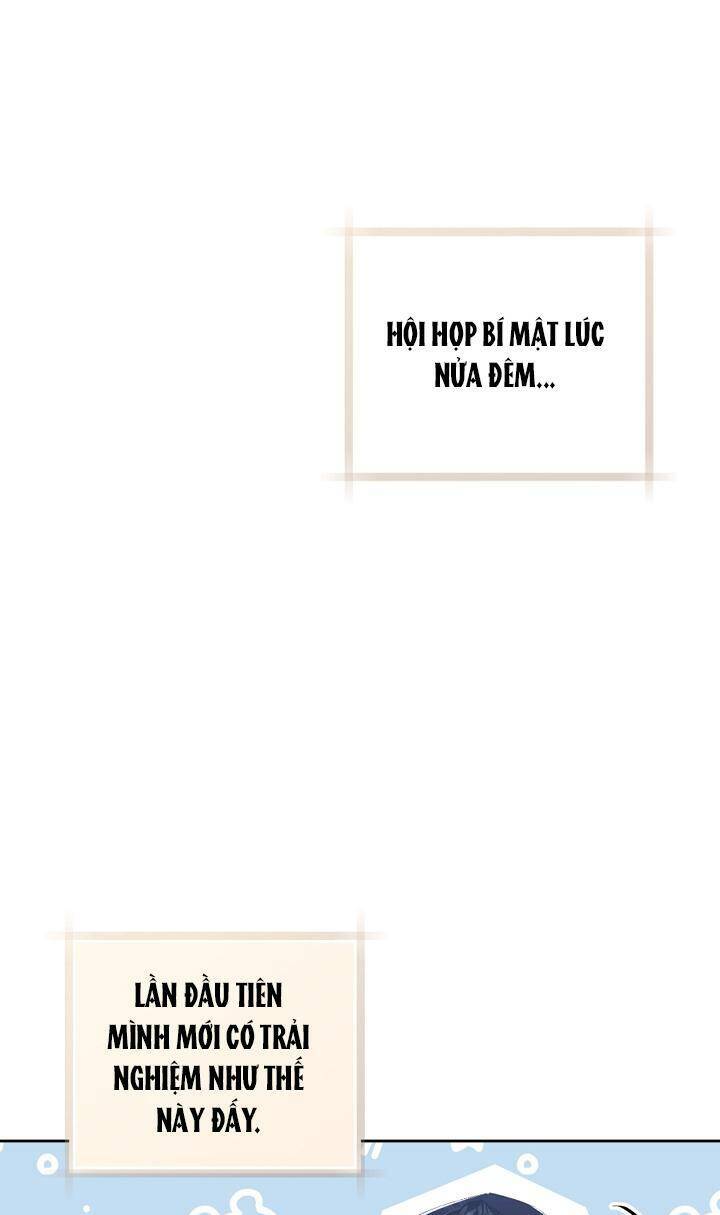 HỘI HỌP BÍ MẬT LÚC
NỬA ĐÊM...
LẦN ĐẦU TIÊN
MÌNH MỚI CÓ TRẢI
NGHIỆM NHƯ THẾ
NÀY ĐẤY.